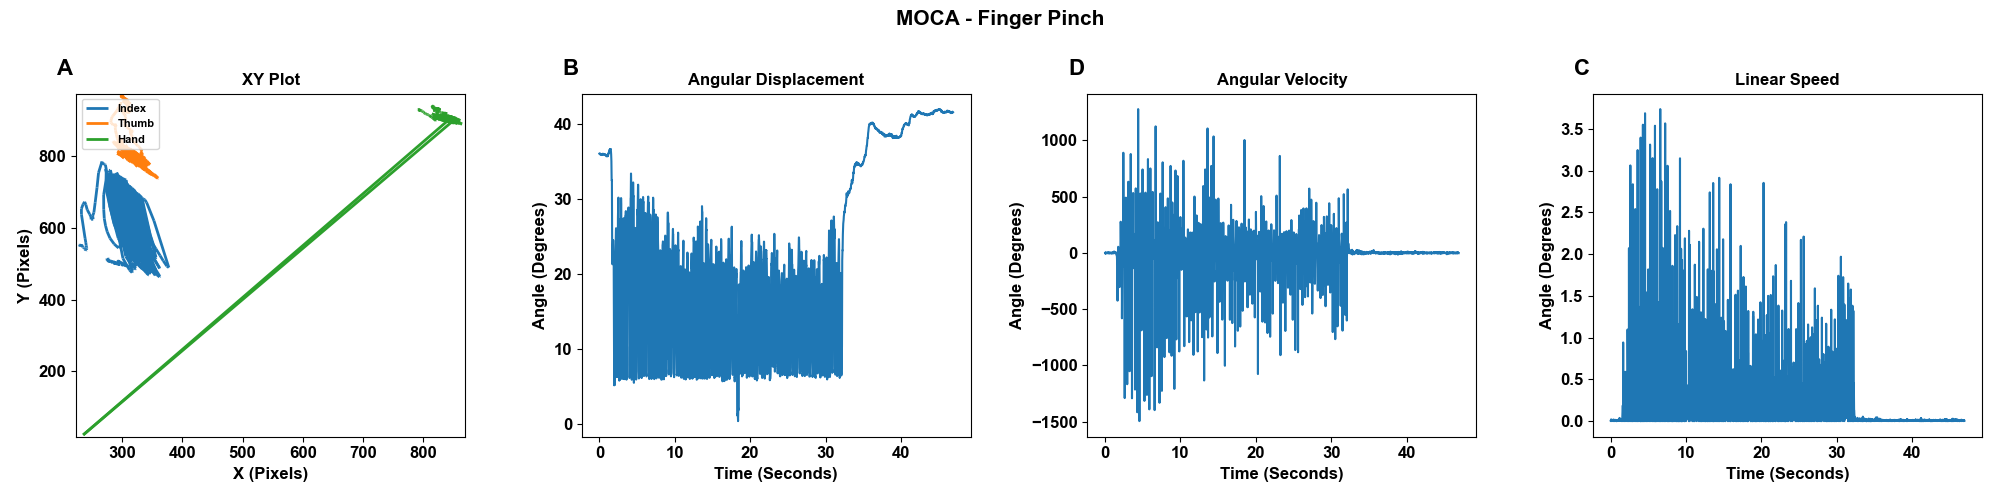 MOCA - Finger Pinch
A
XY Plot
Index
Thumb
Hand
800
600
400
200
300 400 500 600 700 800
X (Pixels)
Y (Pixels)
B
Angular Displacement
40
30
20
10
0
0 10 20 30 40
Time (Seconds)
Angle (Degrees)
D
Angular Velocity
1000
500
0
−500
−1000
−1500
0 10 20 30 40
Time (Seconds)
Angle (Degrees)
C
Linear Speed
3.5
3.0
2.5
2.0
1.5
1.0
0.5
0.0
0 10 20 30 40
Time (Seconds)
Angle (Degrees)